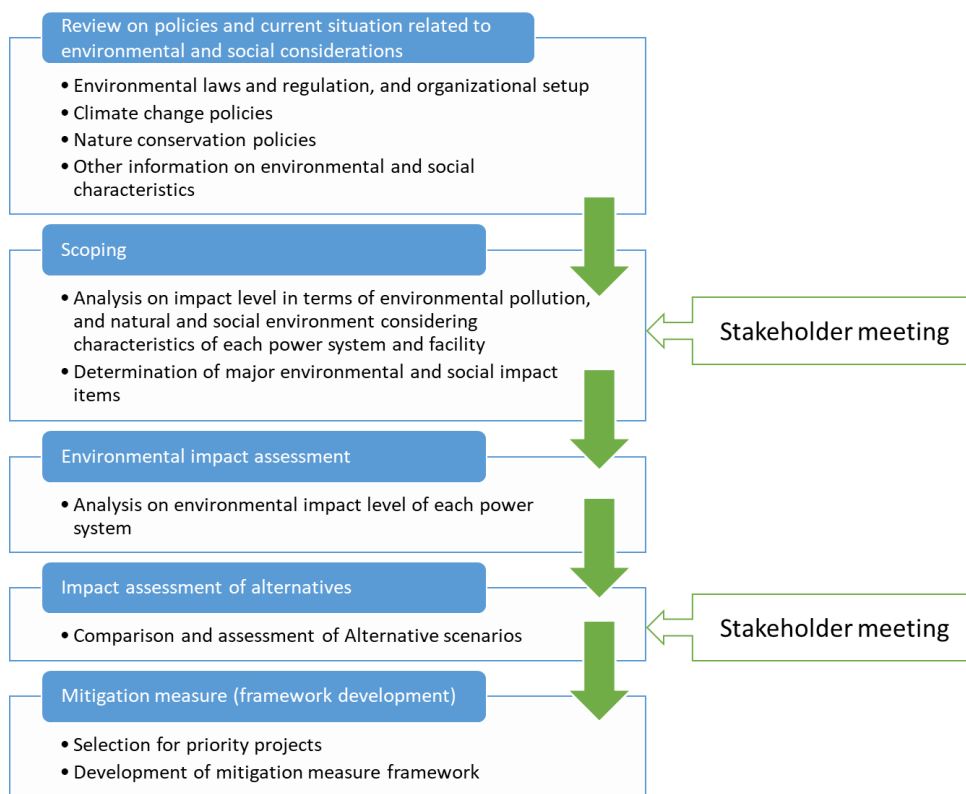 Review on policies and current situation related to
environmental and social considerations
• Environmental laws and regulation, and organizational setup
• Climate change policies
• Nature conservation policies
• Other information on environmental and social
characteristics
Scoping
• Analysis on impact level in terms of environmental pollution,
and natural and social environment considering
characteristics of each power system and facility
• Determination of major environmental and social impact
items
Stakeholder meeting
Environmental impact assessment
• Analysis on environmental impact level of each power
system
Impact assessment of alternatives
• Comparison and assessment of Alternative scenarios
Stakeholder meeting
Mitigation measure (framework development)
• Selection for priority projects
• Development of mitigation measure framework